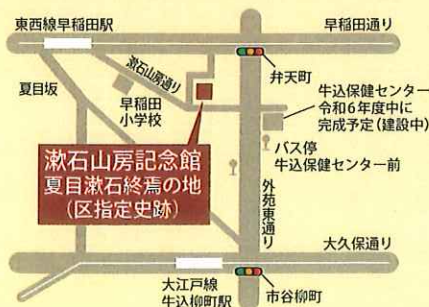 東西線早稲田駅
早稲田通り
漱石山房通り
弁天町
夏目坂
早稲田
小学校
牛込保健センター
令和6年度中に
完成予定(建設中)
バス停
牛込保健センター前
漱石山房記念館
夏目漱石終焉の地
(区指定史跡)
外苑東通り
大久保通り
大江戸線
牛込柳町駅
市谷柳町